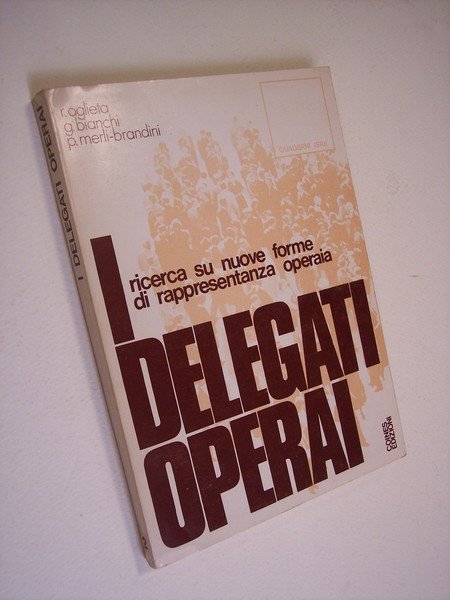 r. aglieta
g. bianchi
p. merli-brandini
QUADERNI ISRIL
ricerca su nuove forme
di rappresentanza operaia
I
DELEGATI
OPERAI
COINES
EDIZIONI
I DELEGATI OPERAI
2